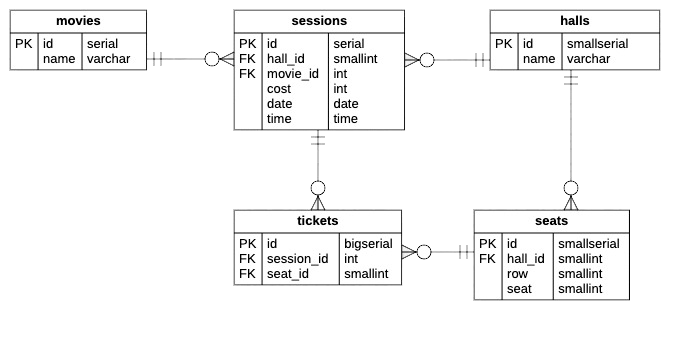 movies
PK id serial
name varchar
sessions
PK id serial
FK hall_id smallint
FK movie_id int
cost int
date date
time time
halls
PK id smallserial
name varchar
tickets
PK id bigserial
FK session_id int
FK seat_id smallint
seats
PK id smallserial
FK hall_id smallint
row smallint
seat smallint